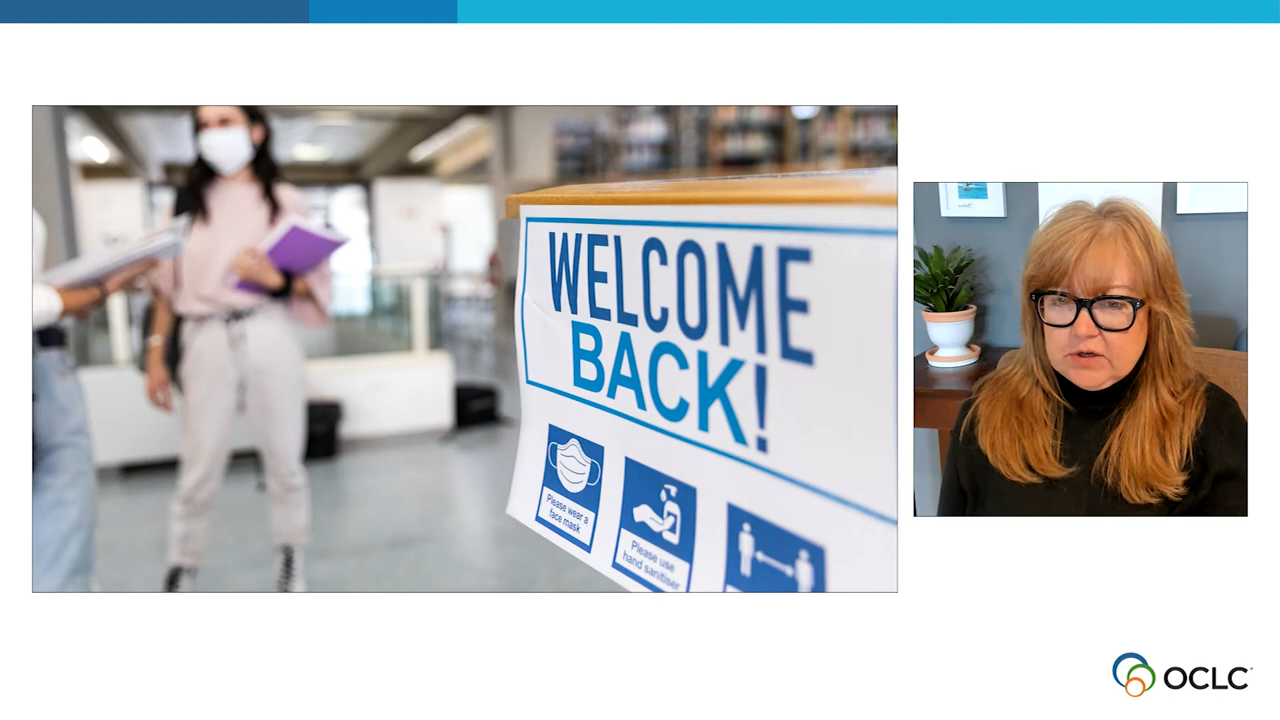 WELCOME
BACK!
Please wear a
face mask
Please use
hand sanitiser
OCLC